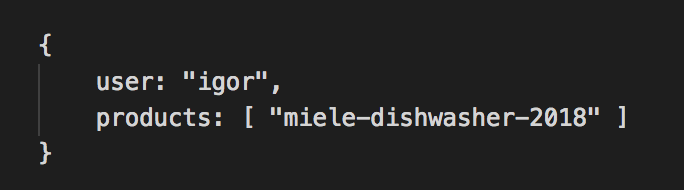 {
user: "igor",
products: [ "miele-dishwasher-2018" ]
}